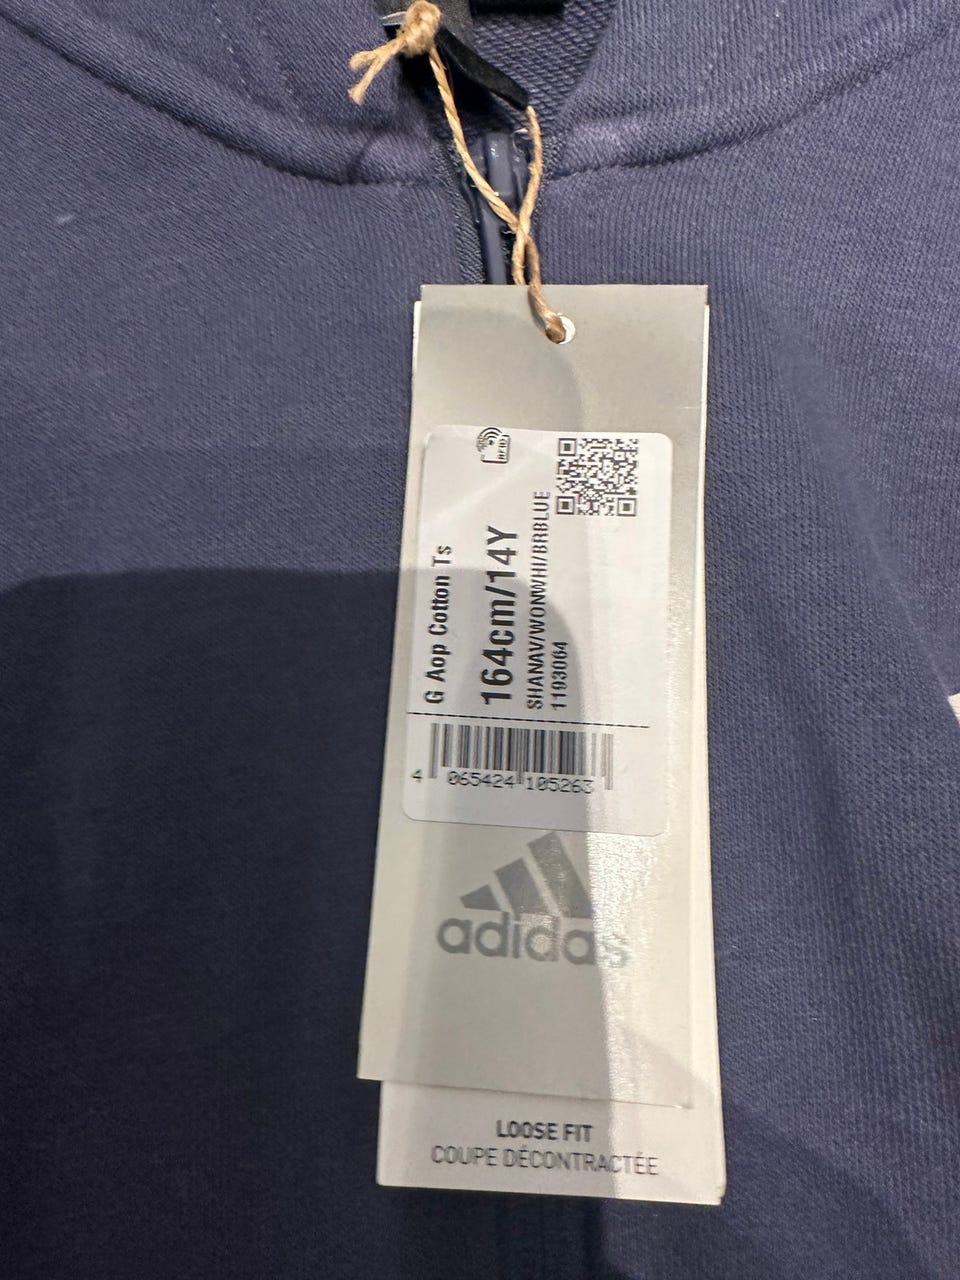 G Aop Cotton Ts
164cm/14Y
SHANAV/WONWHI/BRBLUE
1193064
4 065424 105263
adidas
LOOSE FIT
COUPE DÉCONTRACTÉE